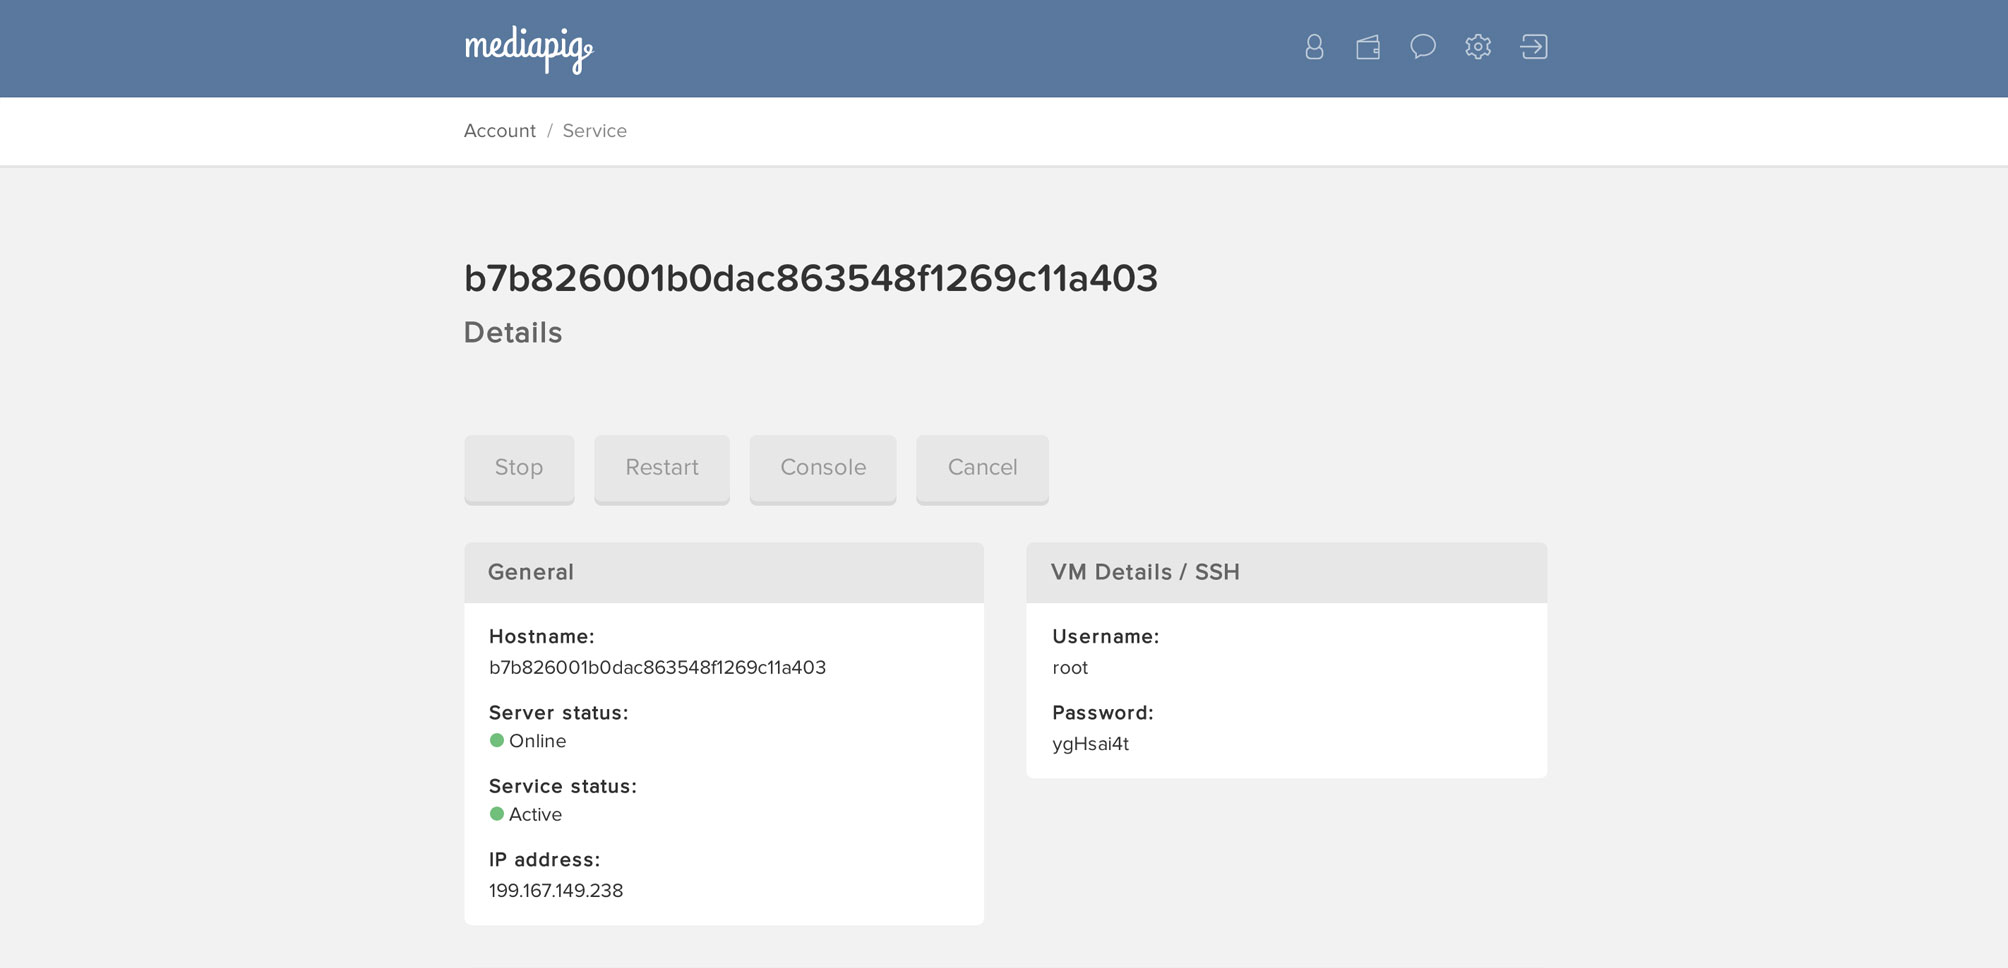 mediapig
Account / Service
b7b826001b0dac863548f1269c11a403
Details
Stop Restart Console Cancel
General
Hostname:
b7b826001b0dac863548f1269c11a403
Server status:
Online
Service status:
Active
IP address:
199.167.149.238
VM Details / SSH
Username:
root
Password:
ygHsai4t